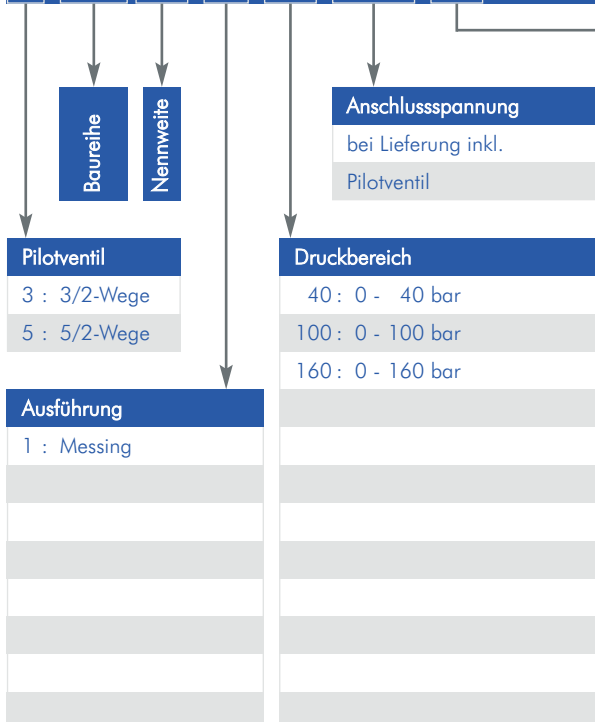 Baureihe
Nennweite
Anschlussspannung
bei Lieferung inkl.
Pilotventil
Pilotventil
3 : 3/2-Wege
5 : 5/2-Wege
Druckbereich
40 : 0 - 40 bar
100 : 0 - 100 bar
160 : 0 - 160 bar
Ausführung
1 : Messing